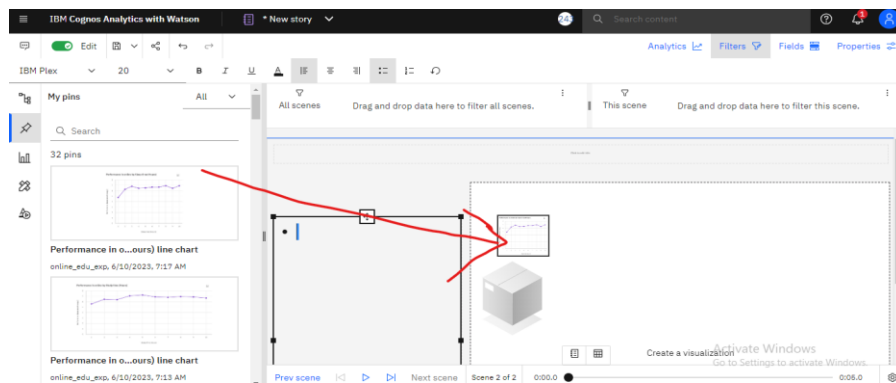 IBM Cognos Analytics with Watson
* New story
243
Search content
1
Edit
Analytics
Filters
Fields
Properties
IBM Plex
20
B I U A
My pins
All
All scenes
Drag and drop data here to filter all scenes.
This scene
Drag and drop data here to filter this scene.
Search
32 pins
Performance in o...ours) line chart
online_edu_exp, 6/10/2023, 7:17 AM
Performance in o...ours) line chart
online_edu_exp, 6/10/2023, 7:13 AM
Create a visualization
Activate Windows
Go to Settings to activate Windows.
Prev scene
Next scene
Scene 2 of 2
0:00.0
0:05.0